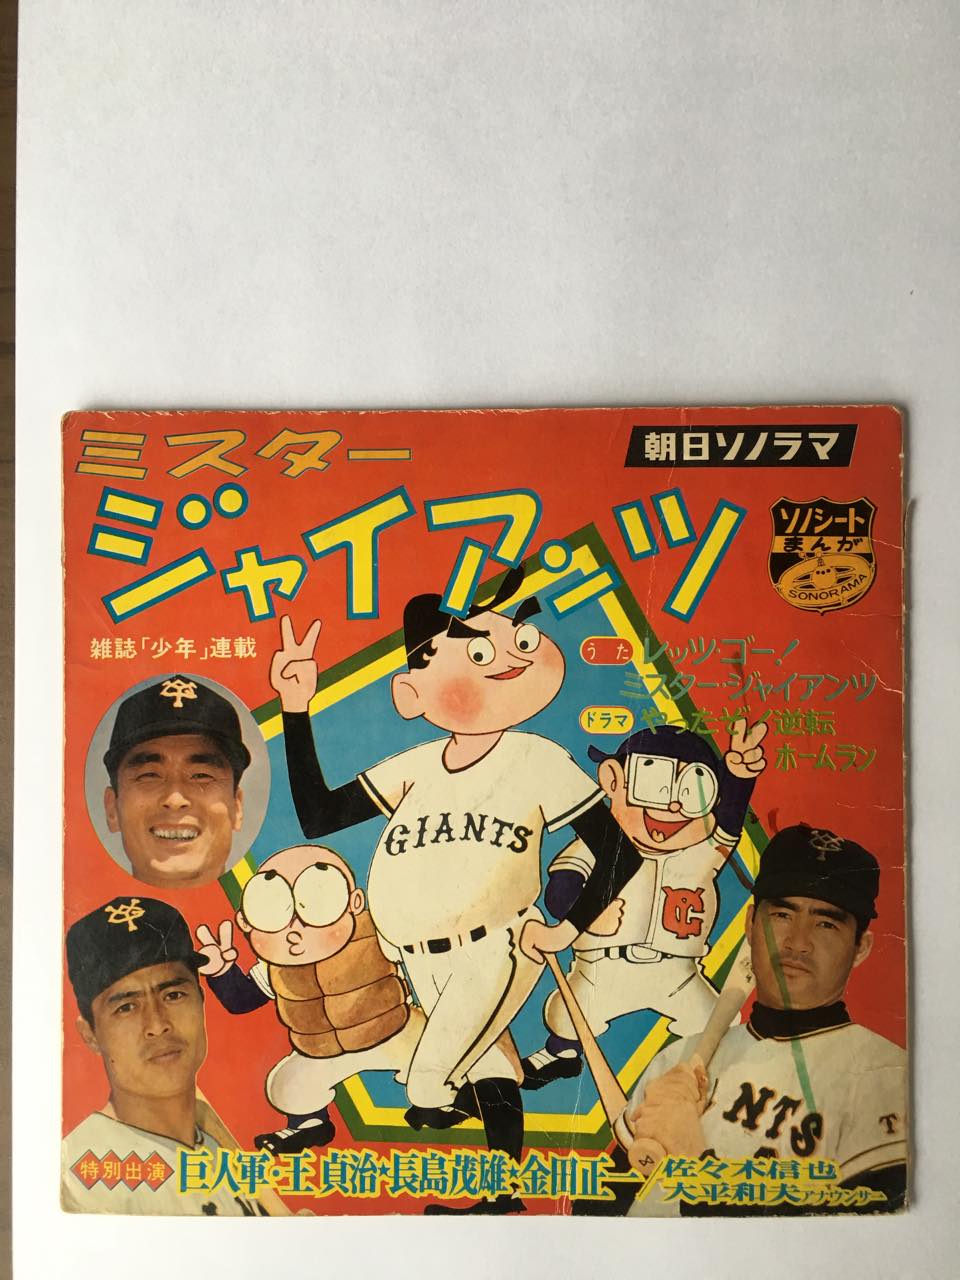 ミスター
ジャイアンツ
朝日ソノラマ
ソノシート
まんが
SONORAMA
雑誌「少年」連載
うた レッツ・ゴー!
ミスター・ジャイアンツ
ドラマ やったぞ!逆転
ホームラン
GIANTS
NTS
T
特別出演 巨人軍・王貞治★長島茂雄★金田正一/佐々木信也
大平和夫アナウンサー